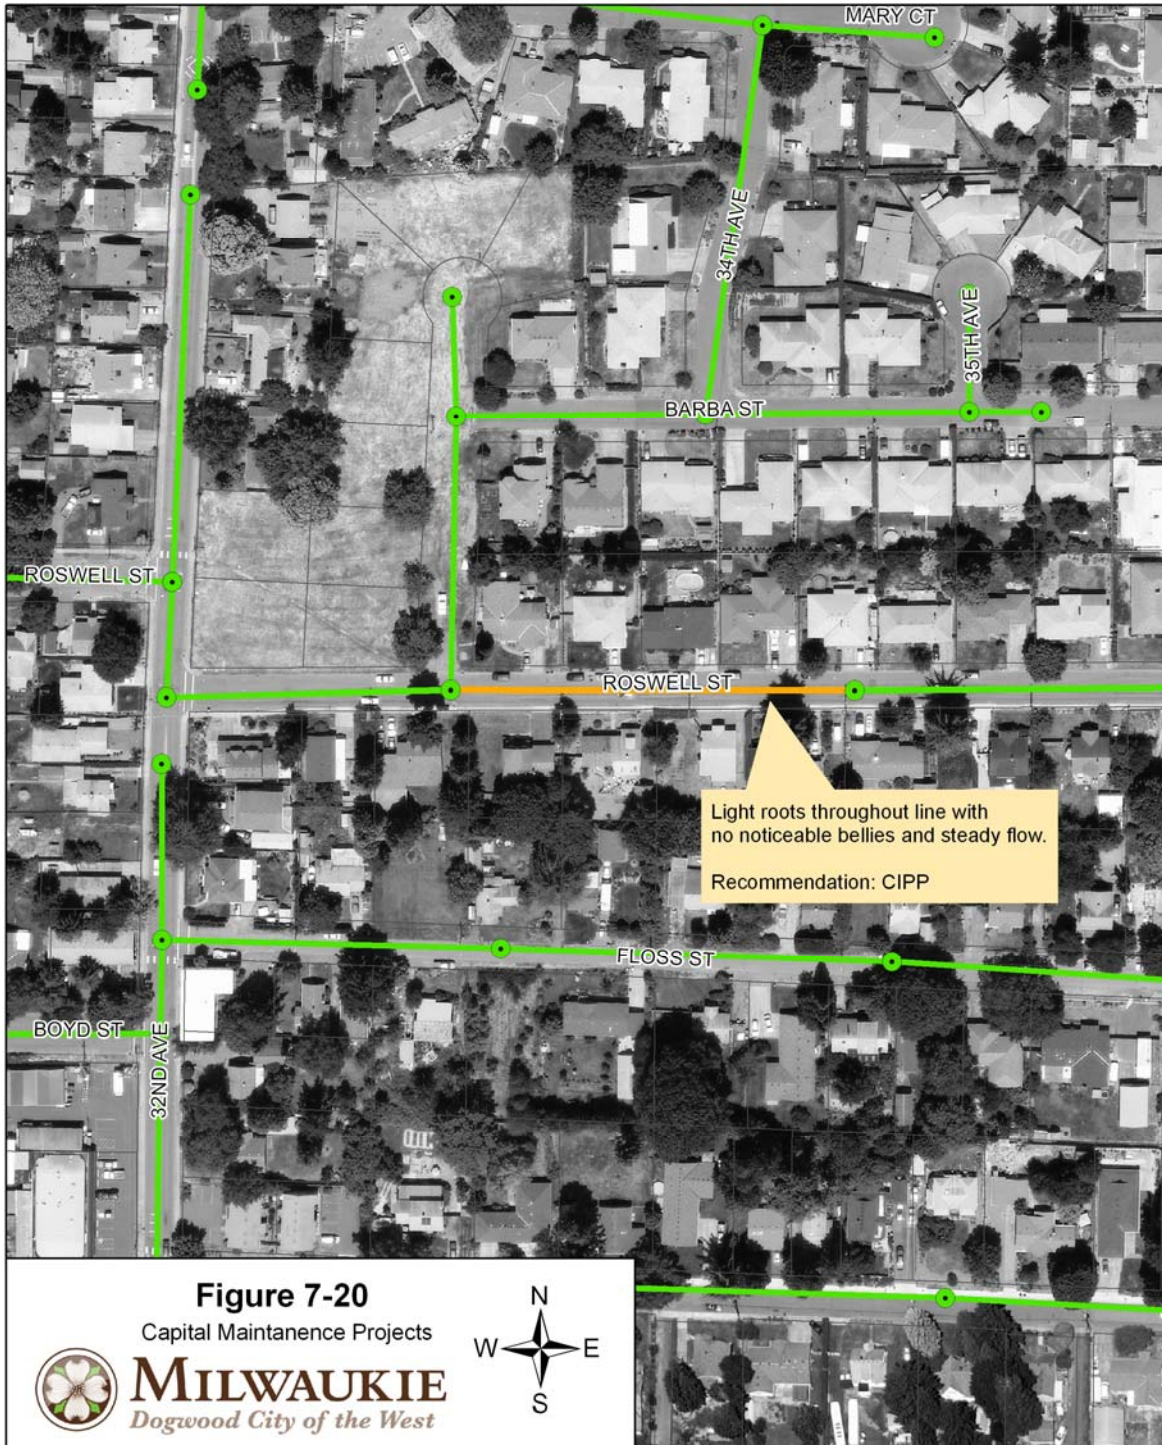 MARY CT
34TH AVE
35TH AVE
BARBA ST
ROSWELL ST
ROSWELL ST
Light roots throughout line with
no noticeable bellies and steady flow.
Recommendation: CIPP
FLOSS ST
BOYD ST
32ND AVE
Figure 7-20
Capital Maintanence Projects
MILWAUKIE
Dogwood City of the West
N
W E
S